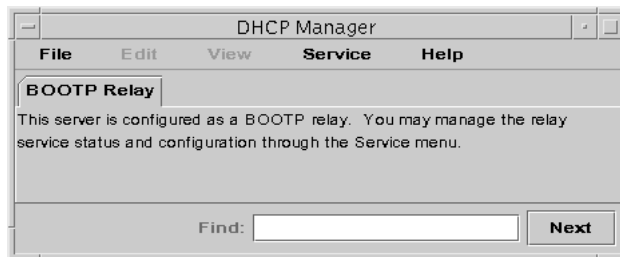 DHCP Manager
File Edit View Service Help
BOOTP Relay
This server is configured as a BOOTP relay. You may manage the relay
service status and configuration through the Service menu.
Find: Next